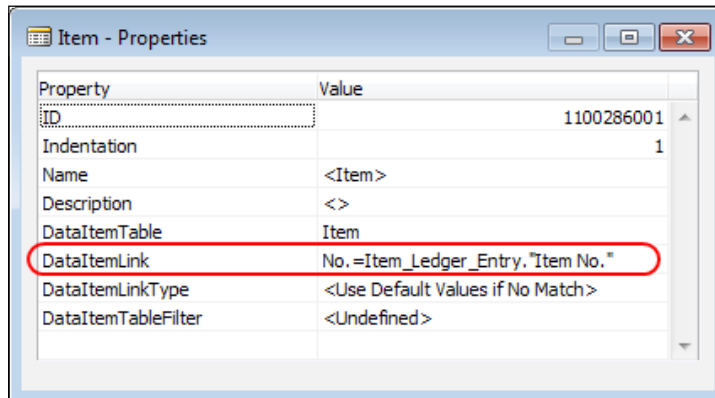 Item - Properties
Property Value
ID 1100286001
Indentation 1
Name <Item>
Description <>
DataItemTable Item
DataItemLink No.=Item_Ledger_Entry."Item No."
DataItemLinkType <Use Default Values if No Match>
DataItemTableFilter <Undefined>